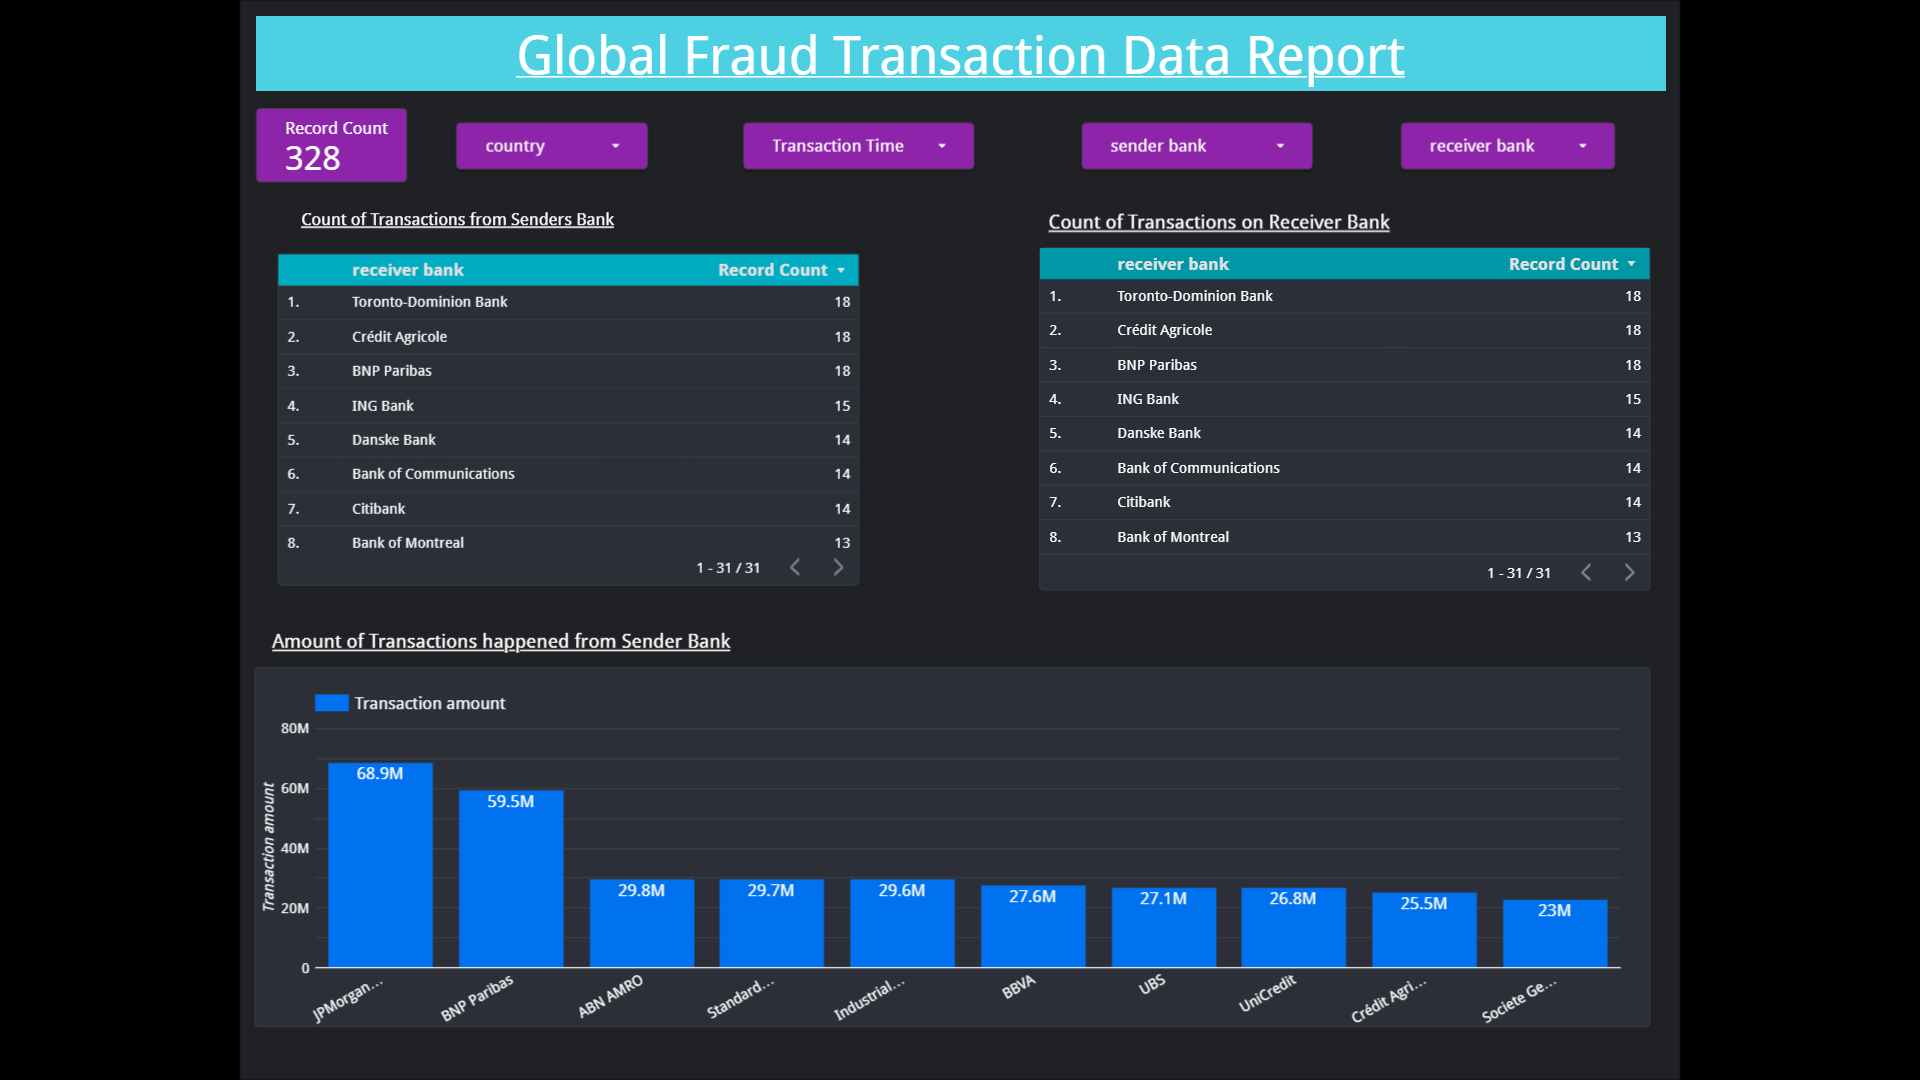 Global Fraud Transaction Data Report
Record Count
328
country
Transaction Time
sender bank
receiver bank
Count of Transactions from Senders Bank
receiver bank Record Count
1. Toronto-Dominion Bank 18
2. Crédit Agricole 18
3. BNP Paribas 18
4. ING Bank 15
5. Danske Bank 14
6. Bank of Communications 14
7. Citibank 14
8. Bank of Montreal 13
1 - 31 / 31
Count of Transactions on Receiver Bank
receiver bank Record Count
1. Toronto-Dominion Bank 18
2. Crédit Agricole 18
3. BNP Paribas 18
4. ING Bank 15
5. Danske Bank 14
6. Bank of Communications 14
7. Citibank 14
8. Bank of Montreal 13
1 - 31 / 31
Amount of Transactions happened from Sender Bank
Transaction amount
Transaction amount
80M
60M
40M
20M
0
68.9M
59.5M
29.8M
29.7M
29.6M
27.6M
27.1M
26.8M
25.5M
23M
JPMorgan...
BNP Paribas
ABN AMRO
Standard...
Industrial...
BBVA
UBS
UniCredit
Crédit Agri...
Societe Ge...